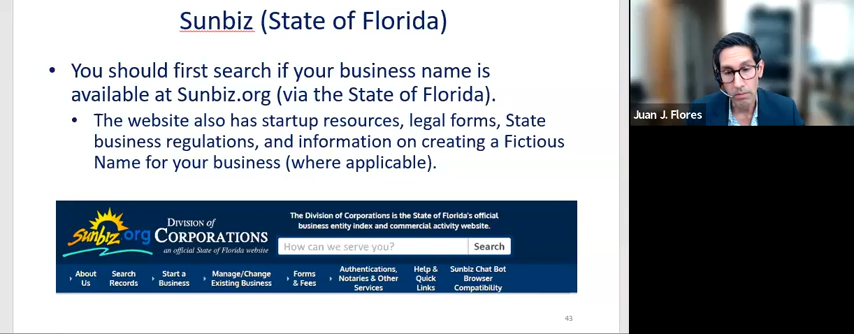 Sunbiz (State of Florida)
• You should first search if your business name is
available at Sunbiz.org (via the State of Florida).
• The website also has startup resources, legal forms, State
business regulations, and information on creating a Fictious
Name for your business (where applicable).
Sunbiz.org
DIVISION of
CORPORATIONS
an official State of Florida website
The Division of Corporations is the State of Florida's official
business entity index and commercial activity website.
How can we serve you?
Search
About
Us
Search
Records
Start a
Business
Manage/Change
Existing Business
Forms
& Fees
Authentications,
Notaries & Other
Services
Help &
Quick
Links
Sunbiz Chat Bot
Browser
Compatibility
43
Juan J. Flores